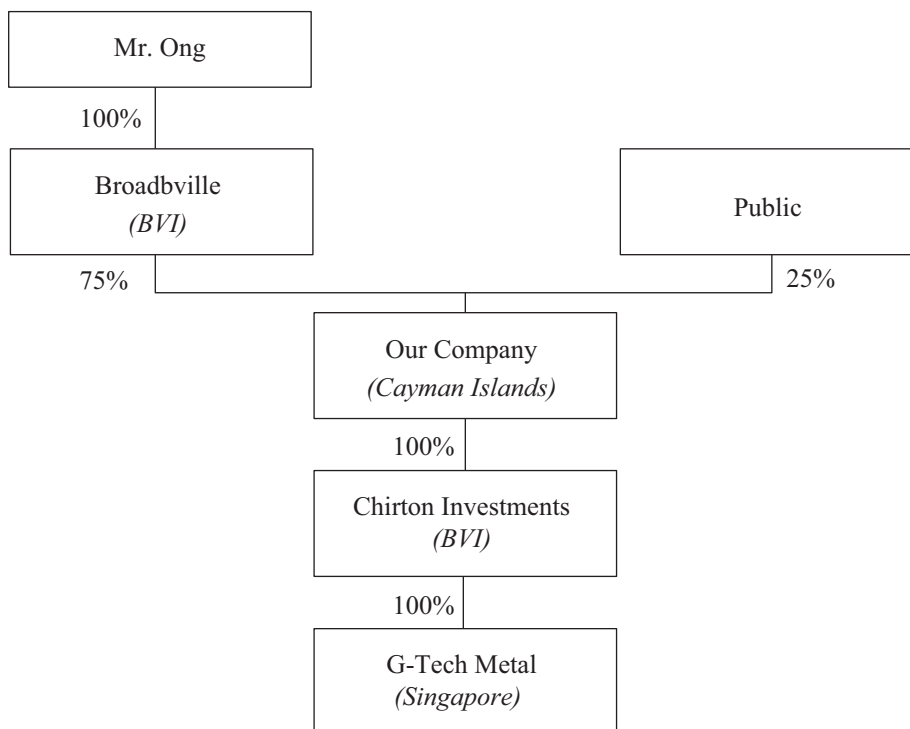 Mr. Ong
100%
Broadbville
(BVI)
Public
75%
25%
Our Company
(Cayman Islands)
100%
Chirton Investments
(BVI)
100%
G-Tech Metal
(Singapore)